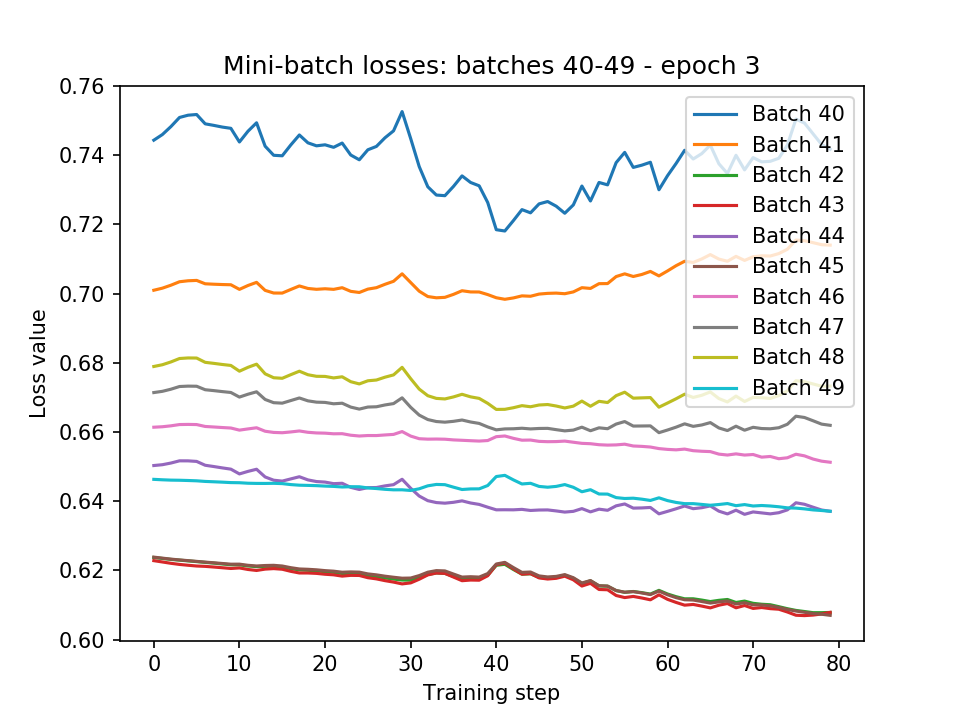 Mini-batch losses: batches 40-49 - epoch 3
0.76
0.74
0.72
0.70
0.68
0.66
0.64
0.62
0.60
Loss value
Batch 40
Batch 41
Batch 42
Batch 43
Batch 44
Batch 45
Batch 46
Batch 47
Batch 48
Batch 49
0 10 20 30 40 50 60 70 80
Training step